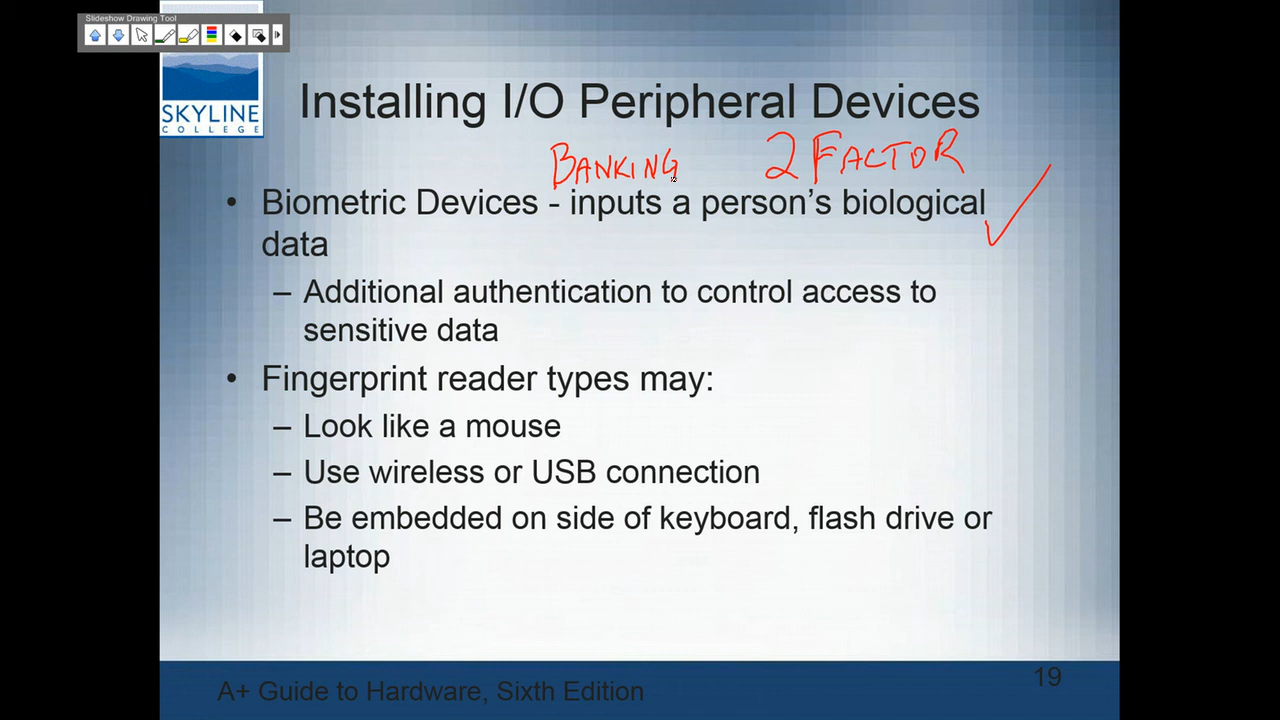 Slideshow Drawing Tool
SKYLINE
COLLEGE
Installing I/O Peripheral Devices
BANKING 2 FACTOR
• Biometric Devices - inputs a person's biological
data
– Additional authentication to control access to
sensitive data
• Fingerprint reader types may:
– Look like a mouse
– Use wireless or USB connection
– Be embedded on side of keyboard, flash drive or
laptop
A+ Guide to Hardware, Sixth Edition
19